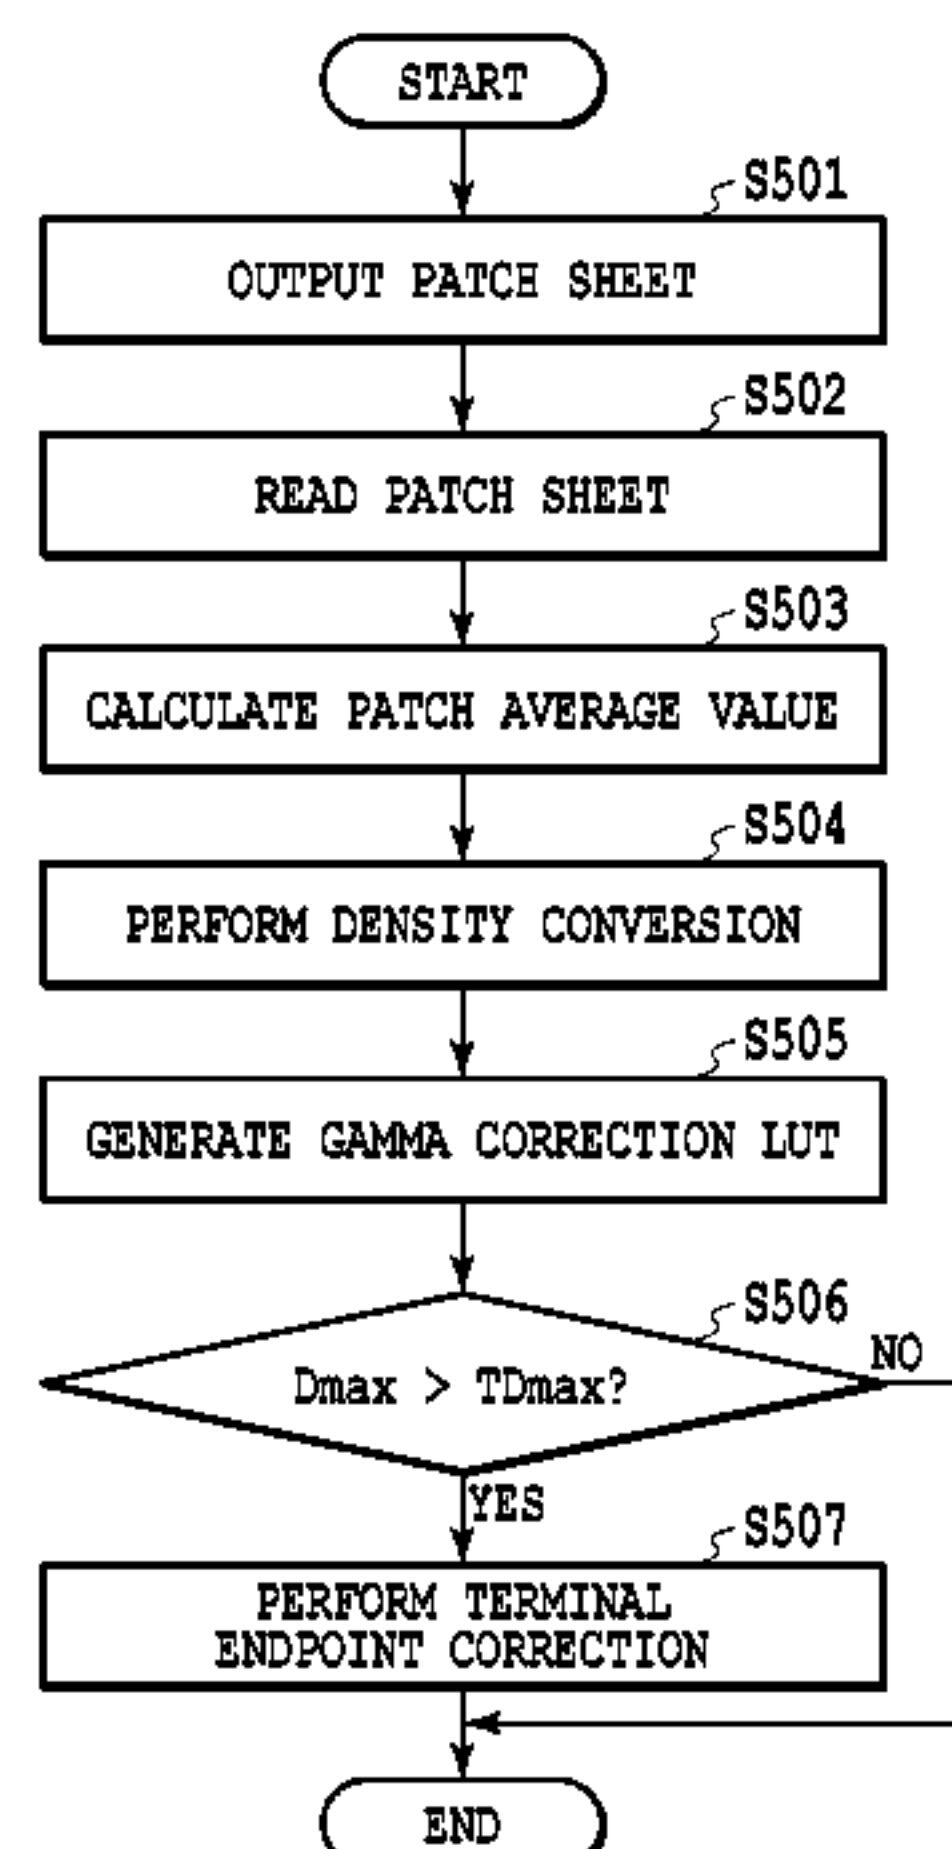 START
S501
OUTPUT PATCH SHEET
S502
READ PATCH SHEET
S503
CALCULATE PATCH AVERAGE VALUE
S504
PERFORM DENSITY CONVERSION
S505
GENERATE GAMMA CORRECTION LUT
S506
NO
Dmax > TDmax?
YES
S507
PERFORM TERMINAL
ENDPOINT CORRECTION
END